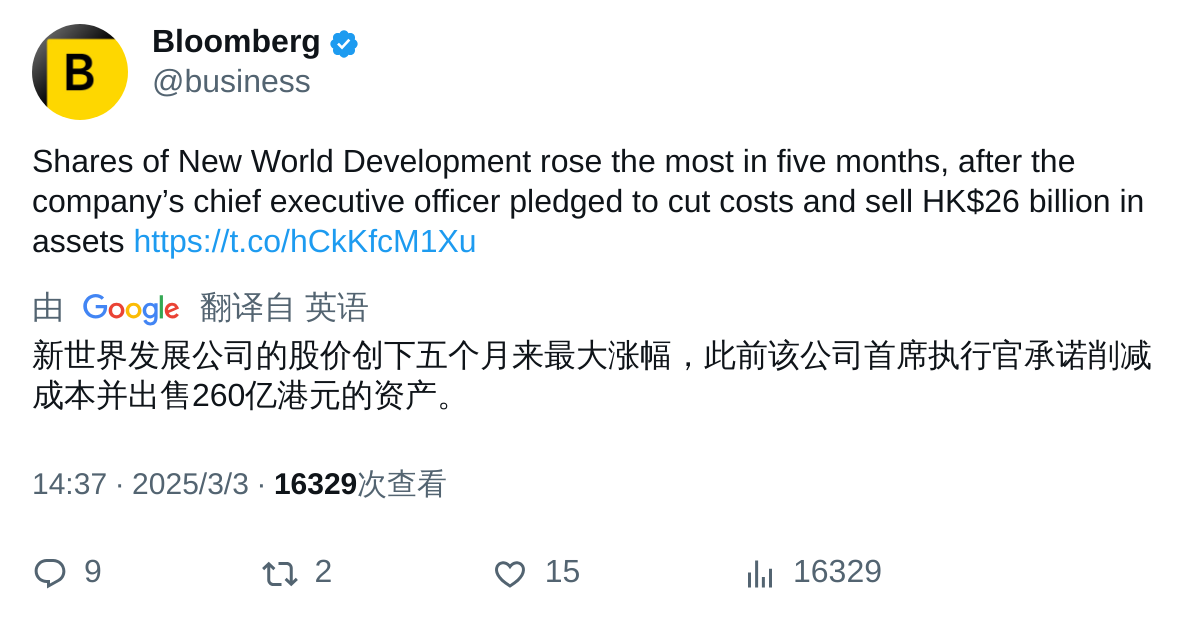 Bloomberg
@business
Shares of New World Development rose the most in five months, after the
company’s chief executive officer pledged to cut costs and sell HK$26 billion in
assets https://t.co/hCkKfcM1Xu
由 Google 翻译自 英语
新世界发展公司的股价创下五个月来最大涨幅，此前该公司首席执行官承诺削减
成本并出售260亿港元的资产。
14:37 · 2025/3/3 · 16329次查看
9 2 15 16329